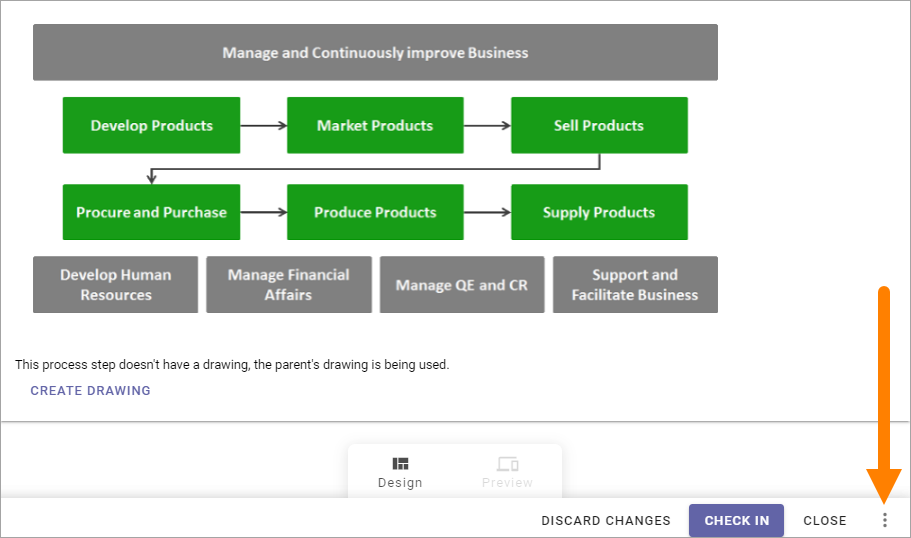 Manage and Continuously improve Business
Develop Products
Market Products
Sell Products
Procure and Purchase
Produce Products
Supply Products
Develop Human
Resources
Manage Financial
Affairs
Manage QE and CR
Support and
Facilitate Business
This process step doesn't have a drawing, the parent's drawing is being used.
CREATE DRAWING
Design
Preview
DISCARD CHANGES
CHECK IN
CLOSE